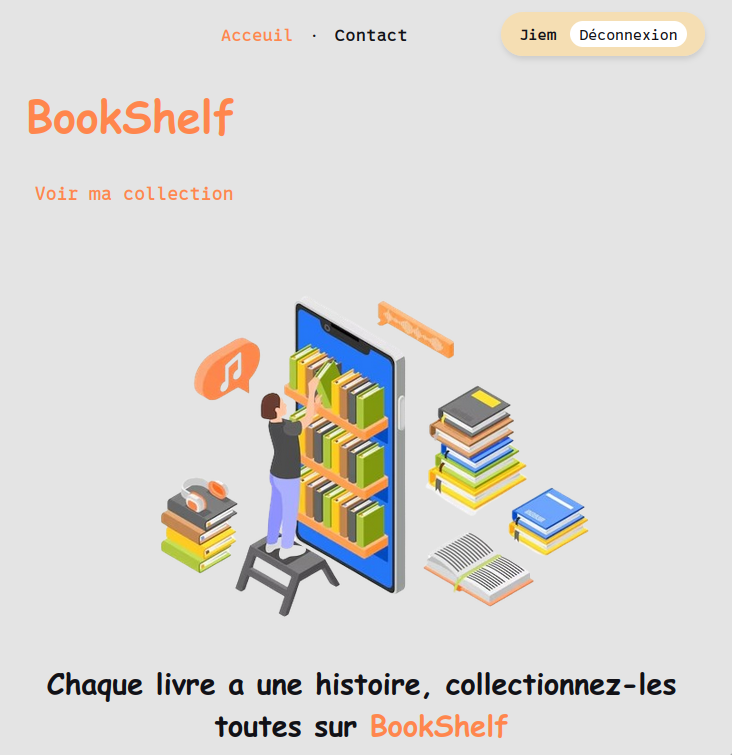 Acceuil · Contact
Jiem Déconnexion
BookShelf
Voir ma collection
Chaque livre a une histoire, collectionnez-les
toutes sur BookShelf